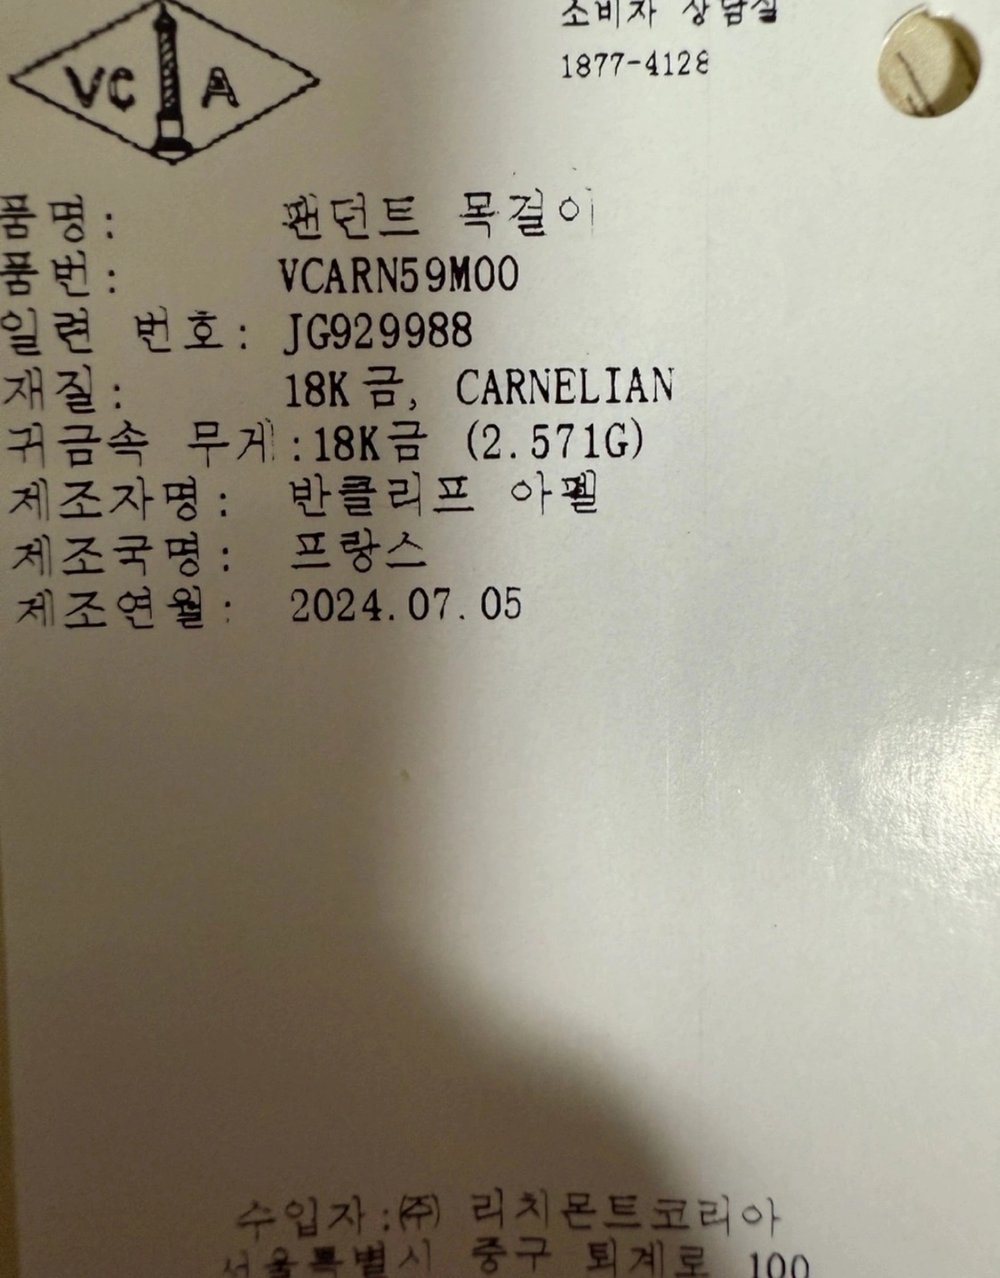 VC A
소비자 상담실
1877-4128
품명: 팬던트 목걸이
품번: VCARN59M00
일련 번호: JG929988
재질: 18K금, CARNELIAN
귀금속 무게:18K금 (2.571G)
제조자명: 반클리프 아펠
제조국명: 프랑스
제조연월: 2024.07.05
수입자:㈜ 리치몬트코리아
서울특별시 중구 퇴계로 100